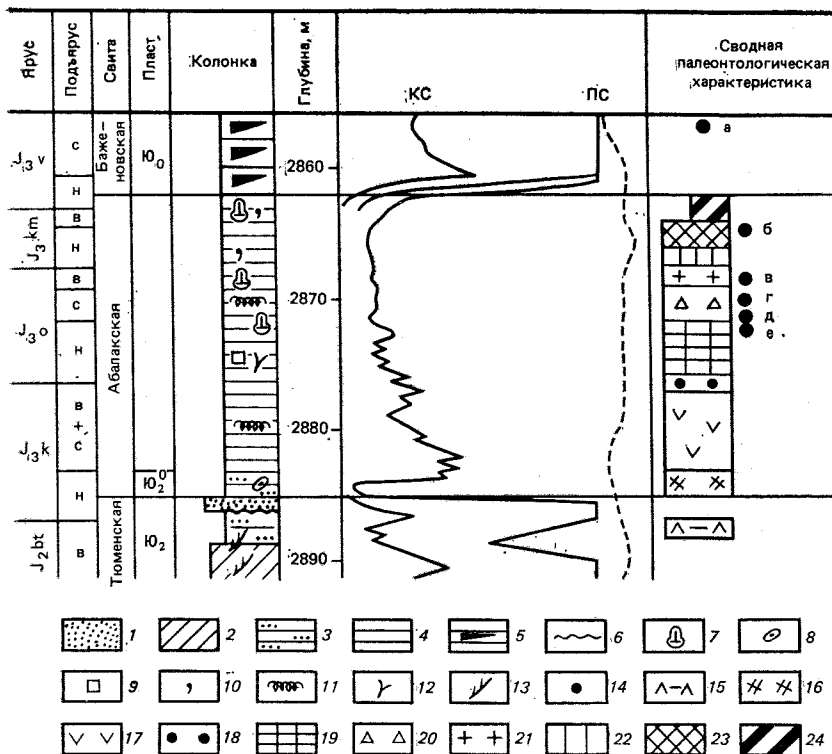 Ярус
Подъярус
Свита
Пласт
Колонка
Глубина, м
КС
ПС
Сводная
палеонтологическая
характеристика
J₃v
с
н
Баже-
новская
Ю₀
2860
а
J₃km
в
н
б
J₃o
в
с
н
Абалакская
2870
в
г
д
е
J₃k
в
+
с
н
2880
Ю₂⁰
J₂bt
в
Тюменская
Ю₂
2890
1 2 3 4 5 6 7 8
9 10 11 12 13 14 15 16
17 18 19 20 21 22 23 24